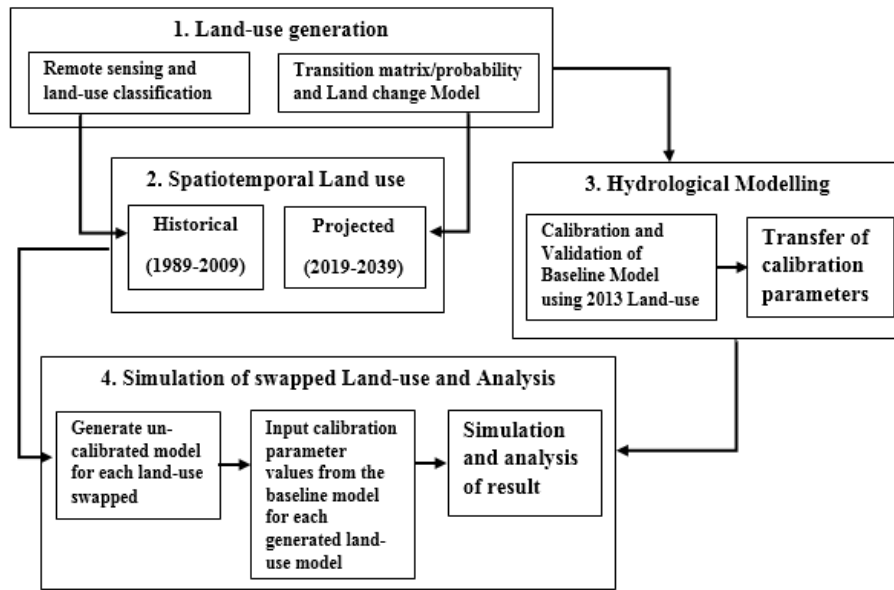 1. Land-use generation
Remote sensing and
land-use classification
Transition matrix/probability
and Land change Model
2. Spatiotemporal Land use
Historical
(1989-2009)
Projected
(2019-2039)
3. Hydrological Modelling
Calibration and
Validation of
Baseline Model
using 2013 Land-use
Transfer of
calibration
parameters
4. Simulation of swapped Land-use and Analysis
Generate un-
calibrated model
for each land-use
swapped
Input calibration
parameter
values from the
baseline model
for each
generated land-
use model
Simulation
and analysis
of result